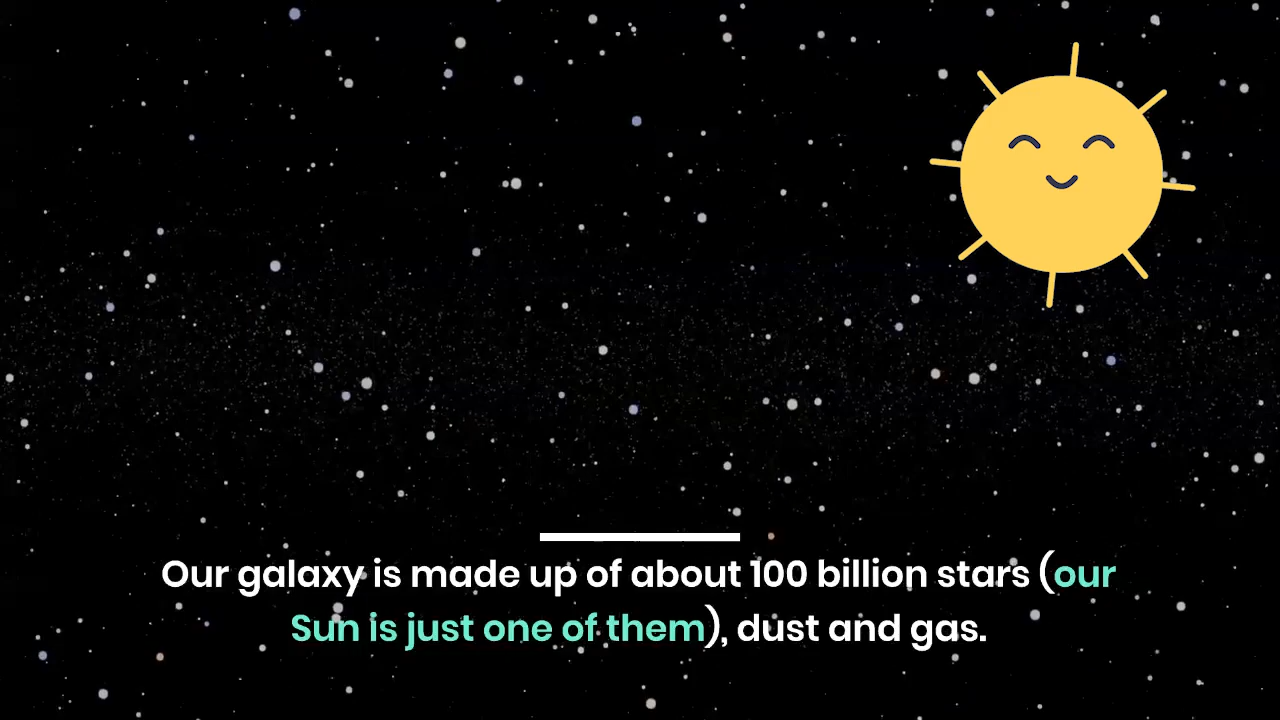 Our galaxy is made up of about 100 billion stars (our
Sun is just one of them), dust and gas.